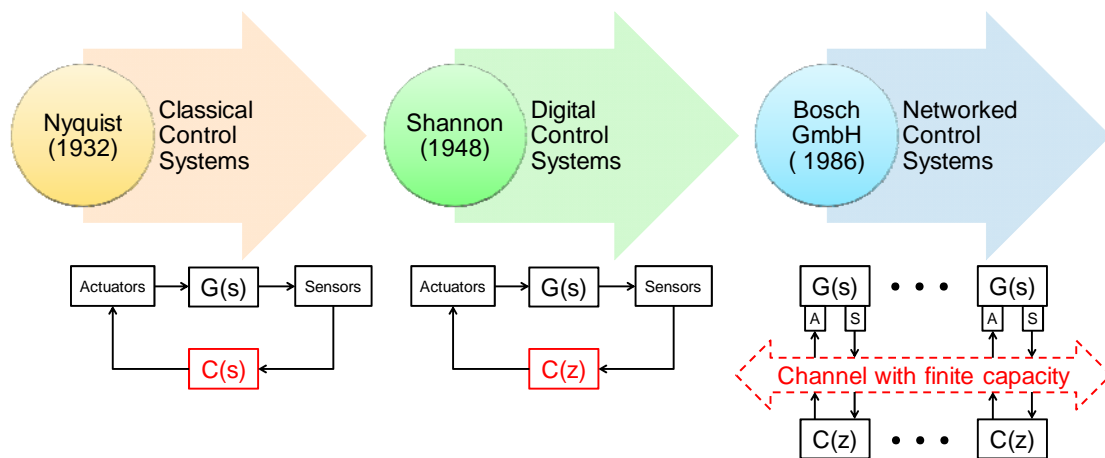 Nyquist
(1932)
Classical
Control
Systems
Shannon
(1948)
Digital
Control
Systems
Bosch
GmbH
( 1986)
Networked
Control
Systems
Actuators
G(s)
Sensors
C(s)
Actuators
G(s)
Sensors
C(z)
G(s)
G(s)
A
S
A
S
Channel with finite capacity
C(z)
C(z)